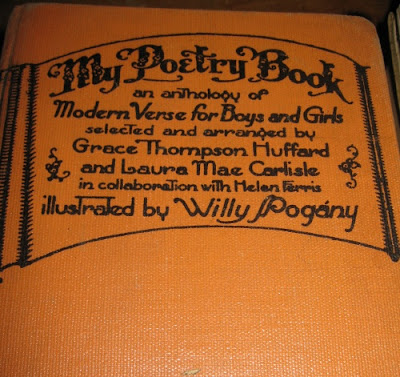 My Poetry Book
an anthology of
Modern Verse for Boys and Girls
selected and arranged by
Grace Thompson Huffard
and Laura Mae Carlisle
in collaboration with Helen Ferris
illustrated by Willy Pogány